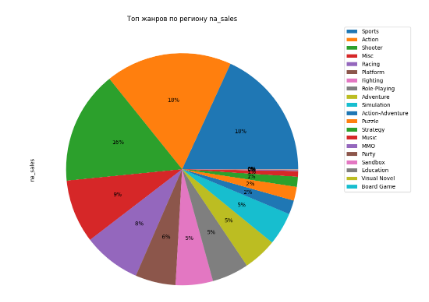 Топ жанров по региону na_sales
Sports
Action
Shooter
Misc
Racing
Platform
Fighting
Role-Playing
Adventure
Simulation
Action-Adventure
Puzzle
Strategy
Music
MMO
Party
Sandbox
Education
Visual Novel
Board Game
na_sales
18%
18%
16%
9%
8%
6%
5%
5%
5%
5%
2%
2%